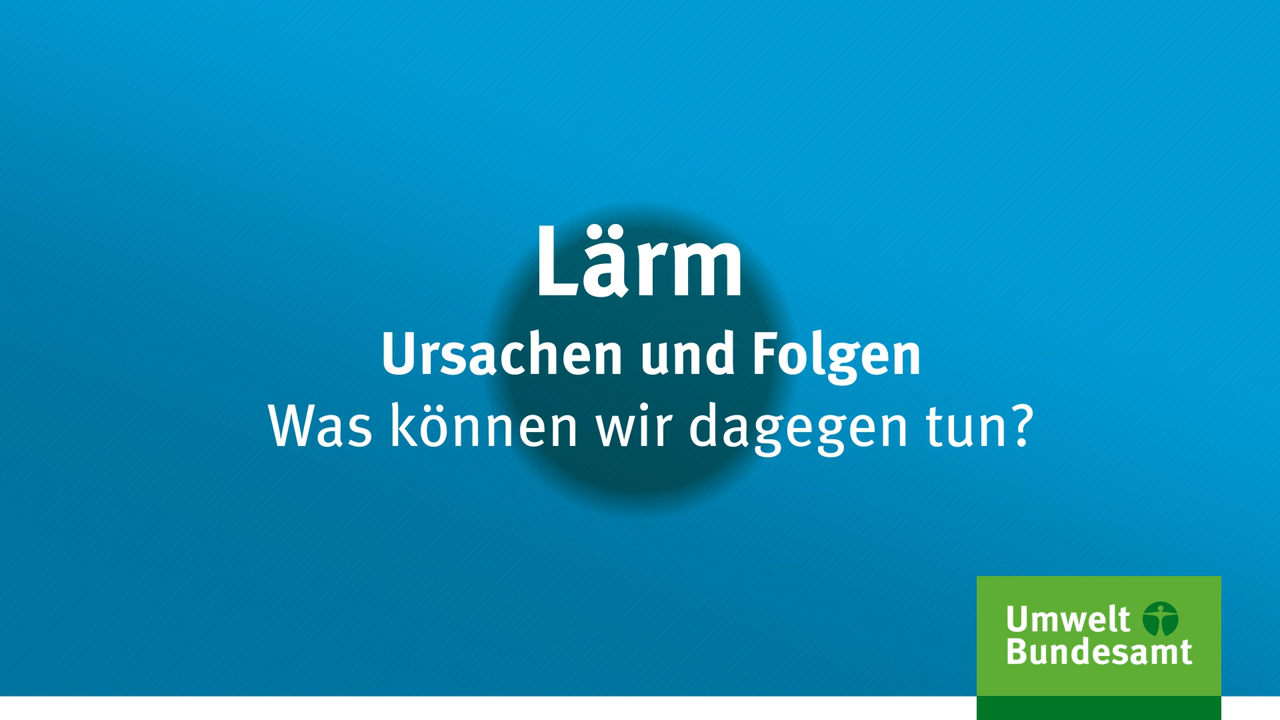 Lärm
Ursachen und Folgen
Was können wir dagegen tun?
Umwelt
Bundesamt